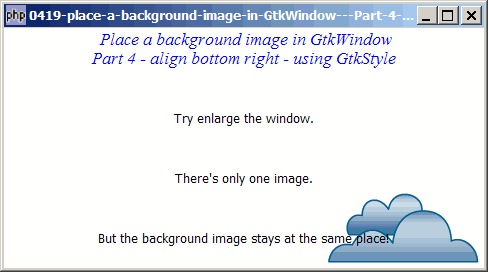 php 0419-place-a-background-image-in-GtkWindow---Part-4-...
Place a background image in GtkWindow
Part 4 - align bottom right - using GtkStyle
Try enlarge the window.
There's only one image.
But the background image stays at the same place!